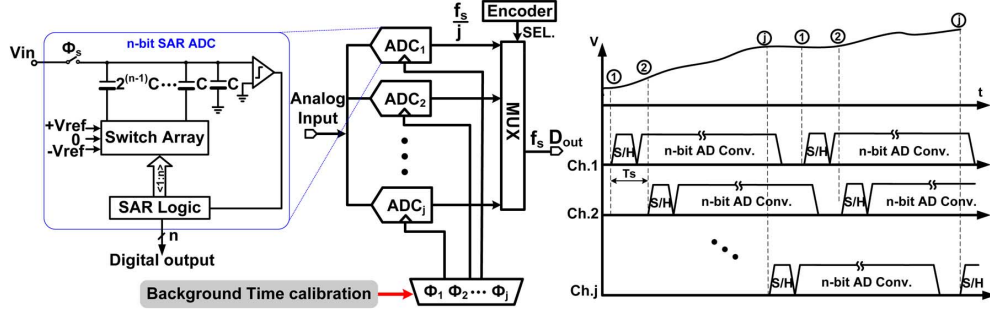 n-bit SAR ADC
Vin
Φs
2(n-1)C
C
C
+Vref
0
-Vref
Switch Array
<1:n>
SAR Logic
n
Digital output
Analog
Input
fs
j
ADC1
ADC2
ADCj
Encoder
SEL.
MUX
fs Dout
Background Time calibration
Φ1 Φ2 ... Φj
V
1 2 j 1 2 j
t
Ch.1
S/H n-bit AD Conv. S/H n-bit AD Conv.
Ts
Ch.2
S/H n-bit AD Conv. S/H n-bit AD Conv.
Ch.j
S/H n-bit AD Conv. S/H